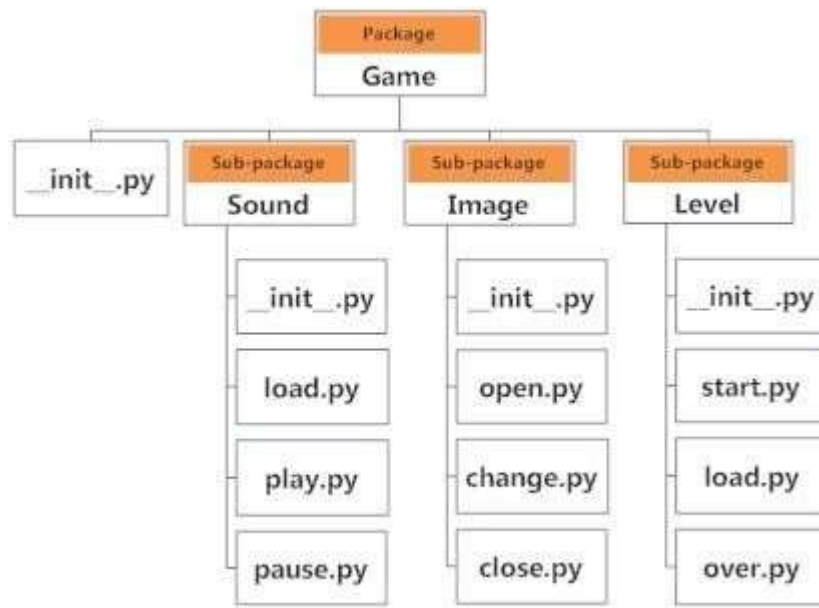 Package
Game
__init__.py
Sub-package
Sound
__init__.py
load.py
play.py
pause.py
Sub-package
Image
__init__.py
open.py
change.py
close.py
Sub-package
Level
__init__.py
start.py
load.py
over.py